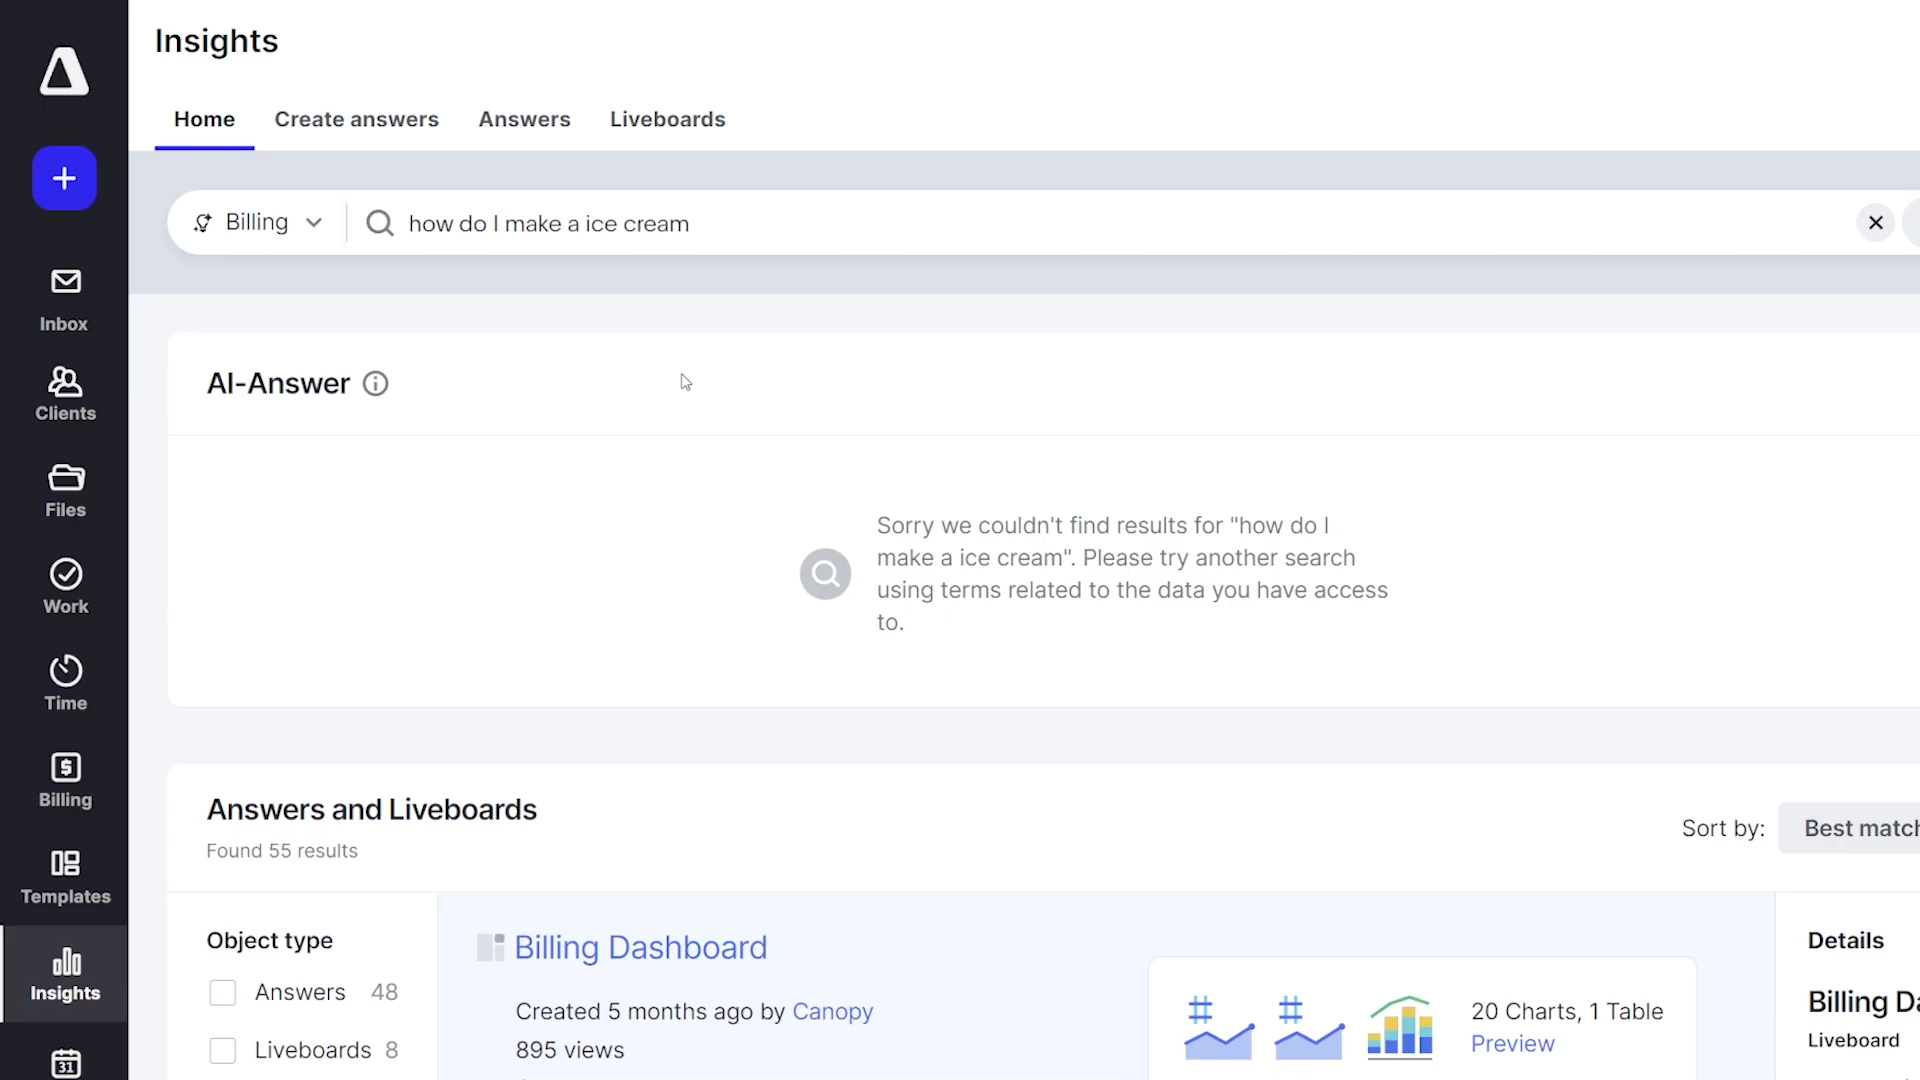 Insights
Home
Create answers
Answers
Liveboards
Billing
how do I make a ice cream
Inbox
Clients
Files
Work
Time
Billing
Templates
Insights
31
AI-Answer
Sorry we couldn't find results for "how do I
make a ice cream". Please try another search
using terms related to the data you have access
to.
Answers and Liveboards
Found 55 results
Sort by:
Best match
Object type
Answers 48
Liveboards 8
Billing Dashboard
Created 5 months ago by Canopy
895 views
20 Charts, 1 Table
Preview
Details
Billing Da
Liveboard